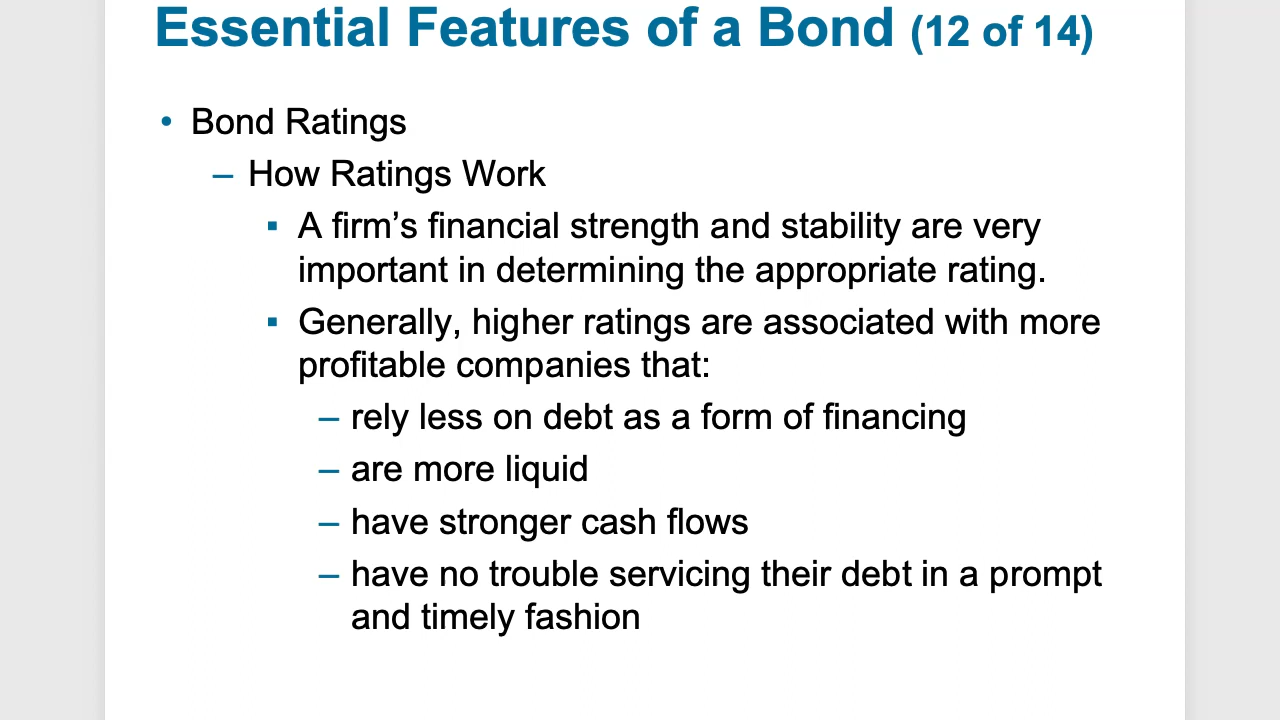 Essential Features of a Bond (12 of 14)
• Bond Ratings
– How Ratings Work
▪ A firm’s financial strength and stability are very
important in determining the appropriate rating.
▪ Generally, higher ratings are associated with more
profitable companies that:
– rely less on debt as a form of financing
– are more liquid
– have stronger cash flows
– have no trouble servicing their debt in a prompt
and timely fashion